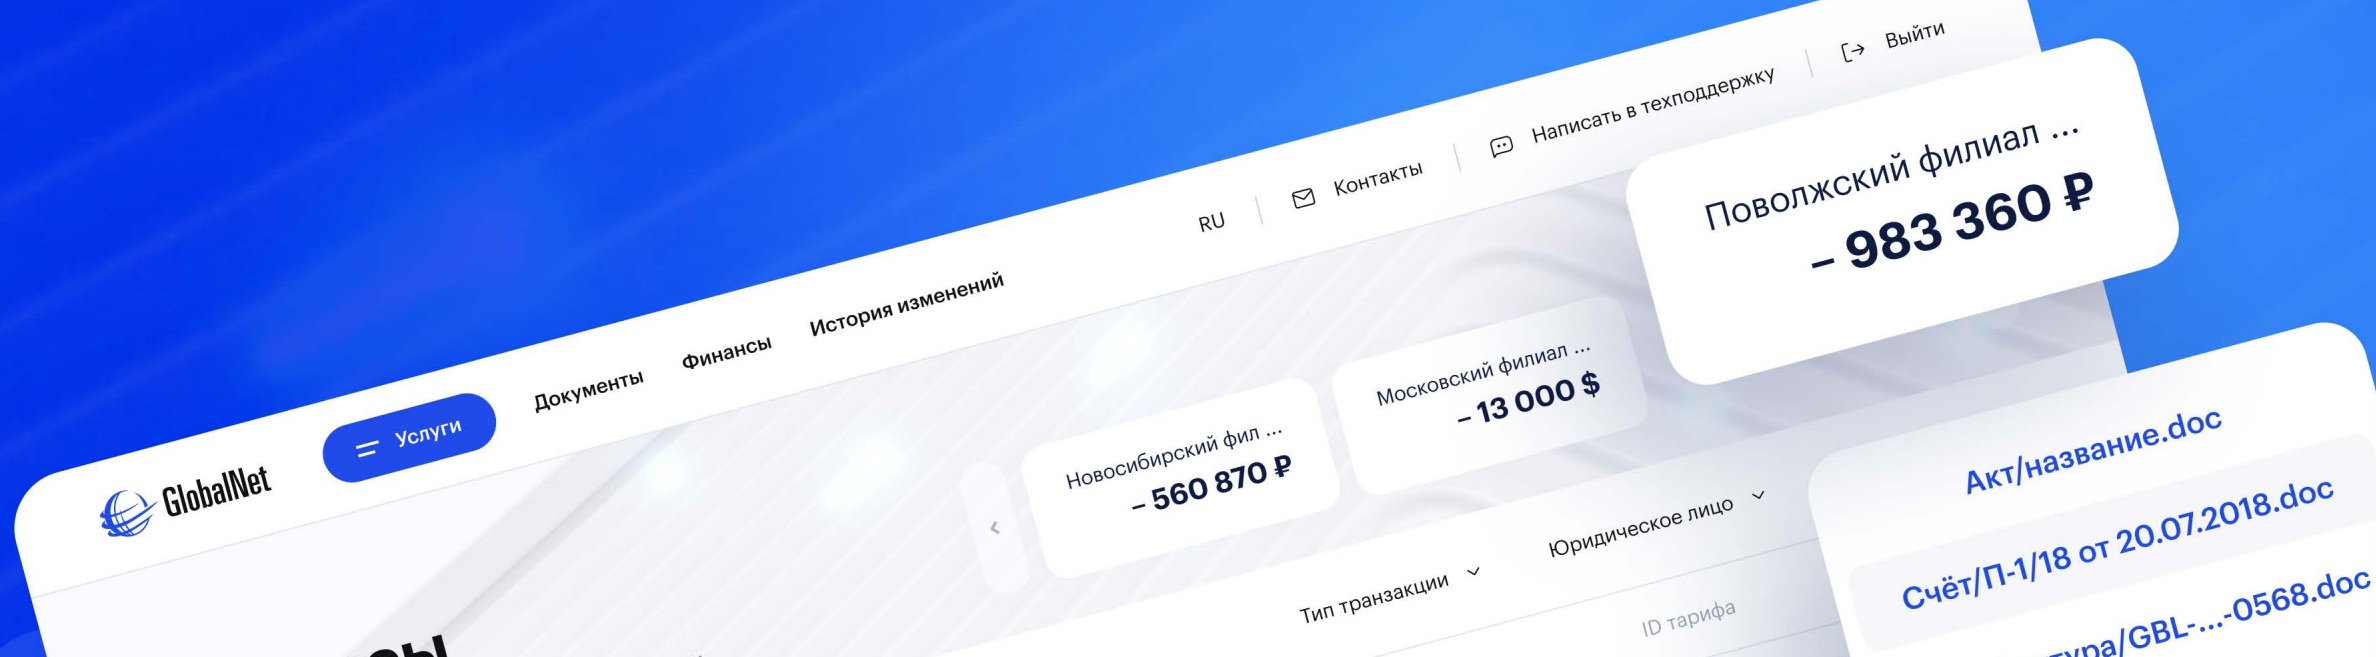 GlobalNet
Услуги
Документы
Финансы
История изменений
RU
Контакты
Написать в техподдержку
Выйти
Новосибирский фил ...
– 560 870 ₽
Московский филиал ...
– 13 000 $
Поволжский филиал ...
– 983 360 ₽
Тип транзакции
Юридическое лицо
ID тарифа
Акт/название.doc
Счёт/П-1/18 от 20.07.2018.doc
/GBL-...-0568.doc